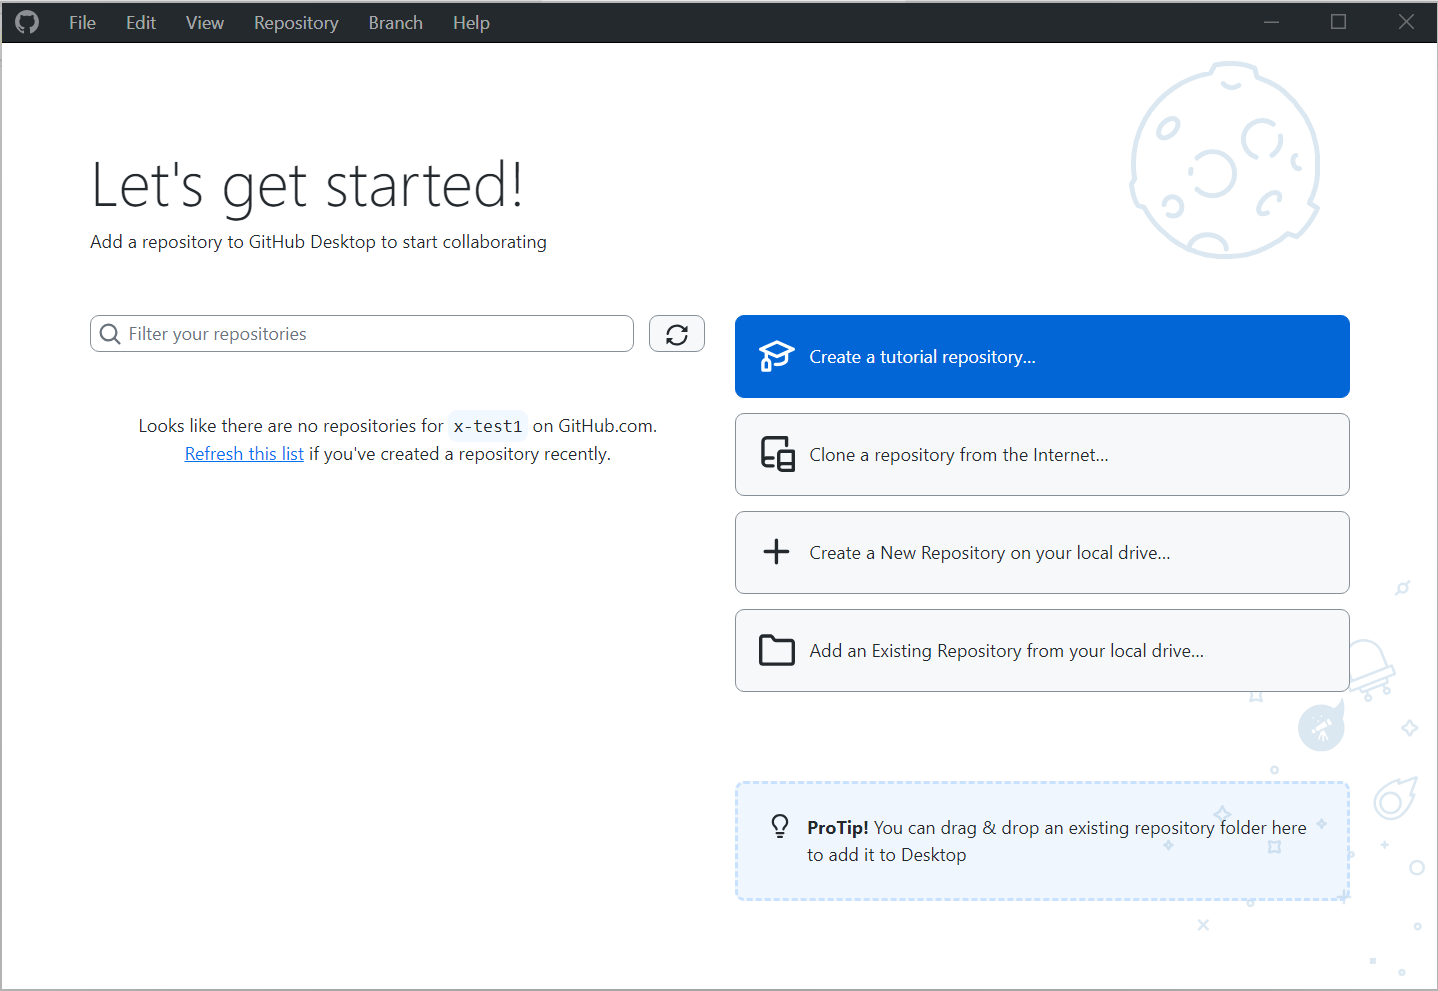 File Edit View Repository Branch Help
Let's get started!
Add a repository to GitHub Desktop to start collaborating
Filter your repositories
Looks like there are no repositories for x-test1 on GitHub.com.
Refresh this list if you've created a repository recently.
Create a tutorial repository...
Clone a repository from the Internet...
Create a New Repository on your local drive...
Add an Existing Repository from your local drive...
ProTip! You can drag & drop an existing repository folder here
to add it to Desktop